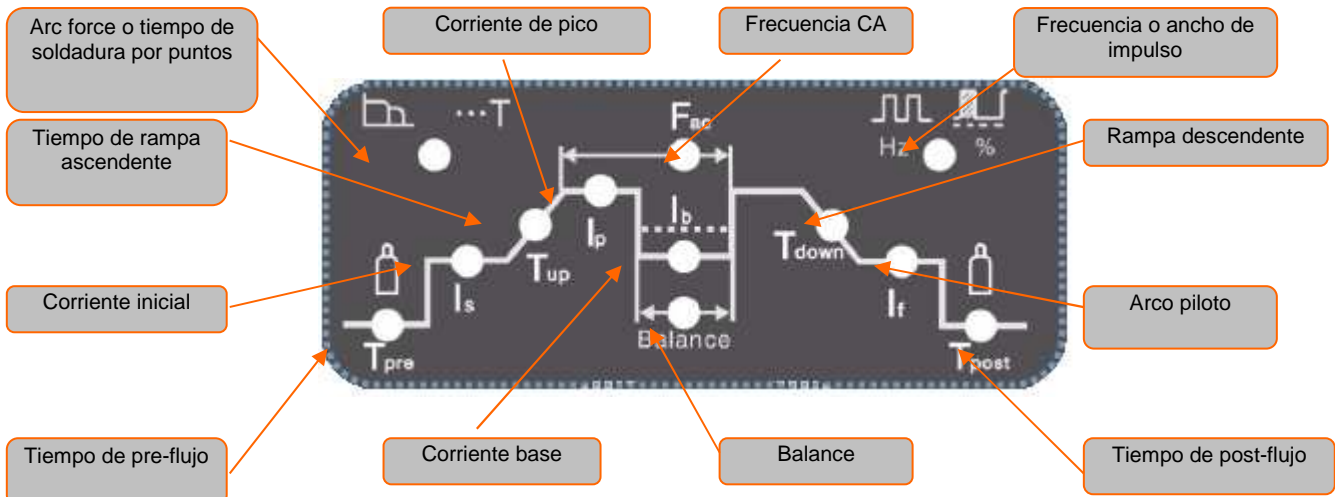 Arc force o tiempo de
soldadura por puntos
Corriente de pico
Frecuencia CA
Frecuencia o ancho de
impulso
Tiempo de rampa
ascendente
Rampa descendente
...T
Fac
Hz
%
Ip
Ib
Tup
Tdown
Is
If
Corriente inicial
Arco piloto
Balance
Tpre
Tpost
Tiempo de pre-flujo
Corriente base
Balance
Tiempo de post-flujo